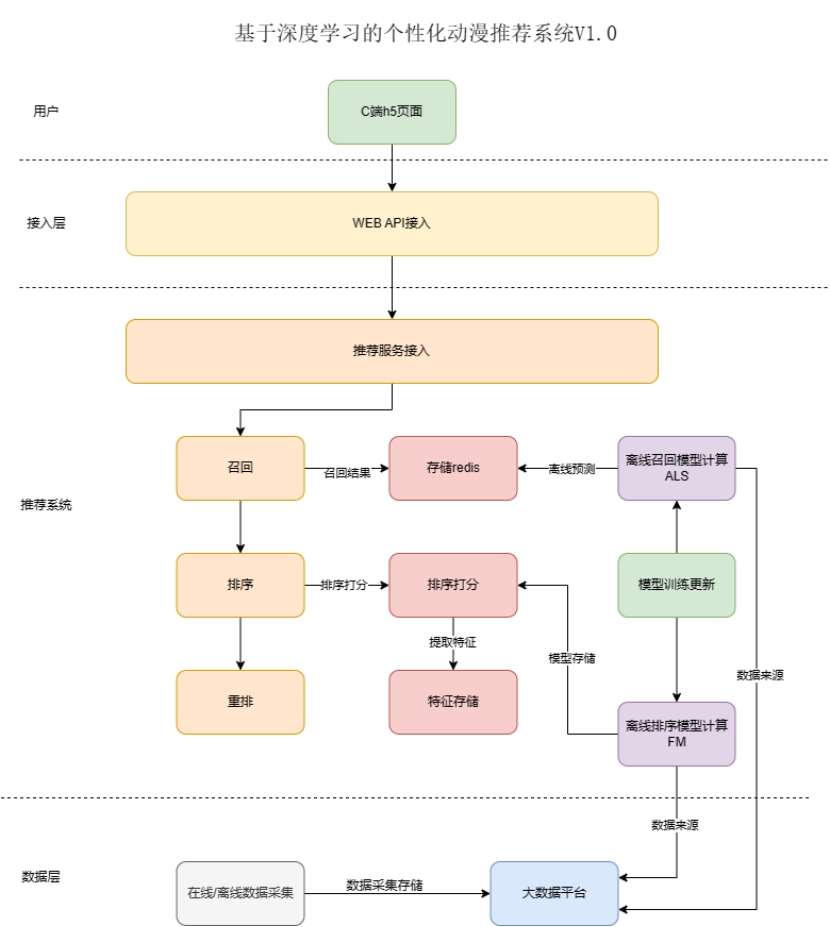 基于深度学习的个性化动漫推荐系统V1.0
用户
C端h5页面
接入层
WEB API接入
推荐服务接入
推荐系统
召回
召回结果
存储redis
离线预测
离线召回模型计算
ALS
排序
排序打分
排序打分
模型训练更新
提取特征
模型存储
数据来源
重排
特征存储
离线排序模型计算
FM
数据来源
数据层
在线/离线数据采集
数据采集存储
大数据平台